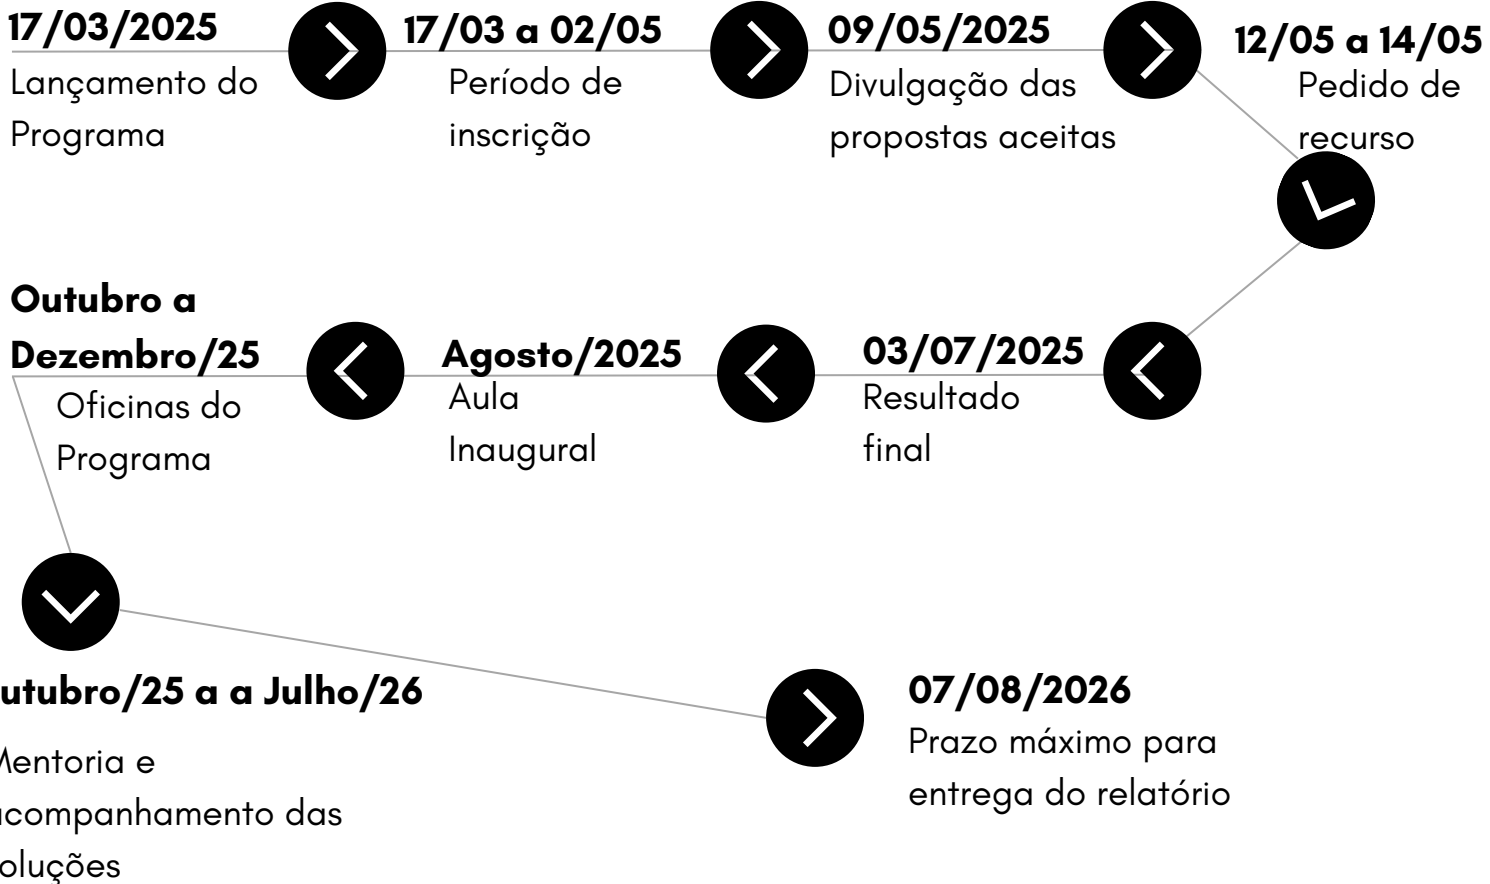 17/03/2025
Lançamento do
Programa
17/03 a 02/05
Período de
inscrição
09/05/2025
Divulgação das
propostas aceitas
12/05 a 14/05
Pedido de
recurso
03/07/2025
Resultado
final
Agosto/2025
Aula
Inaugural
Outubro a
Dezembro/25
Oficinas do
Programa
utubro/25 a a Julho/26
Mentoria e
acompanhamento das
oluções
07/08/2026
Prazo máximo para
entrega do relatório